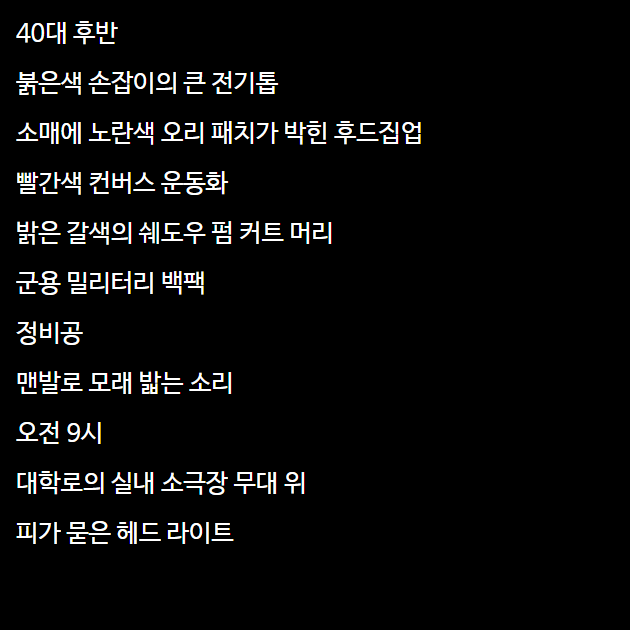 40대 후반
붉은색 손잡이의 큰 전기톱
소매에 노란색 오리 패치가 박힌 후드집업
빨간색 컨버스 운동화
밝은 갈색의 쉐도우 펌 커트 머리
군용 밀리터리 백팩
정비공
맨발로 모래 밟는 소리
오전 9시
대학로의 실내 소극장 무대 위
피가 묻은 헤드 라이트